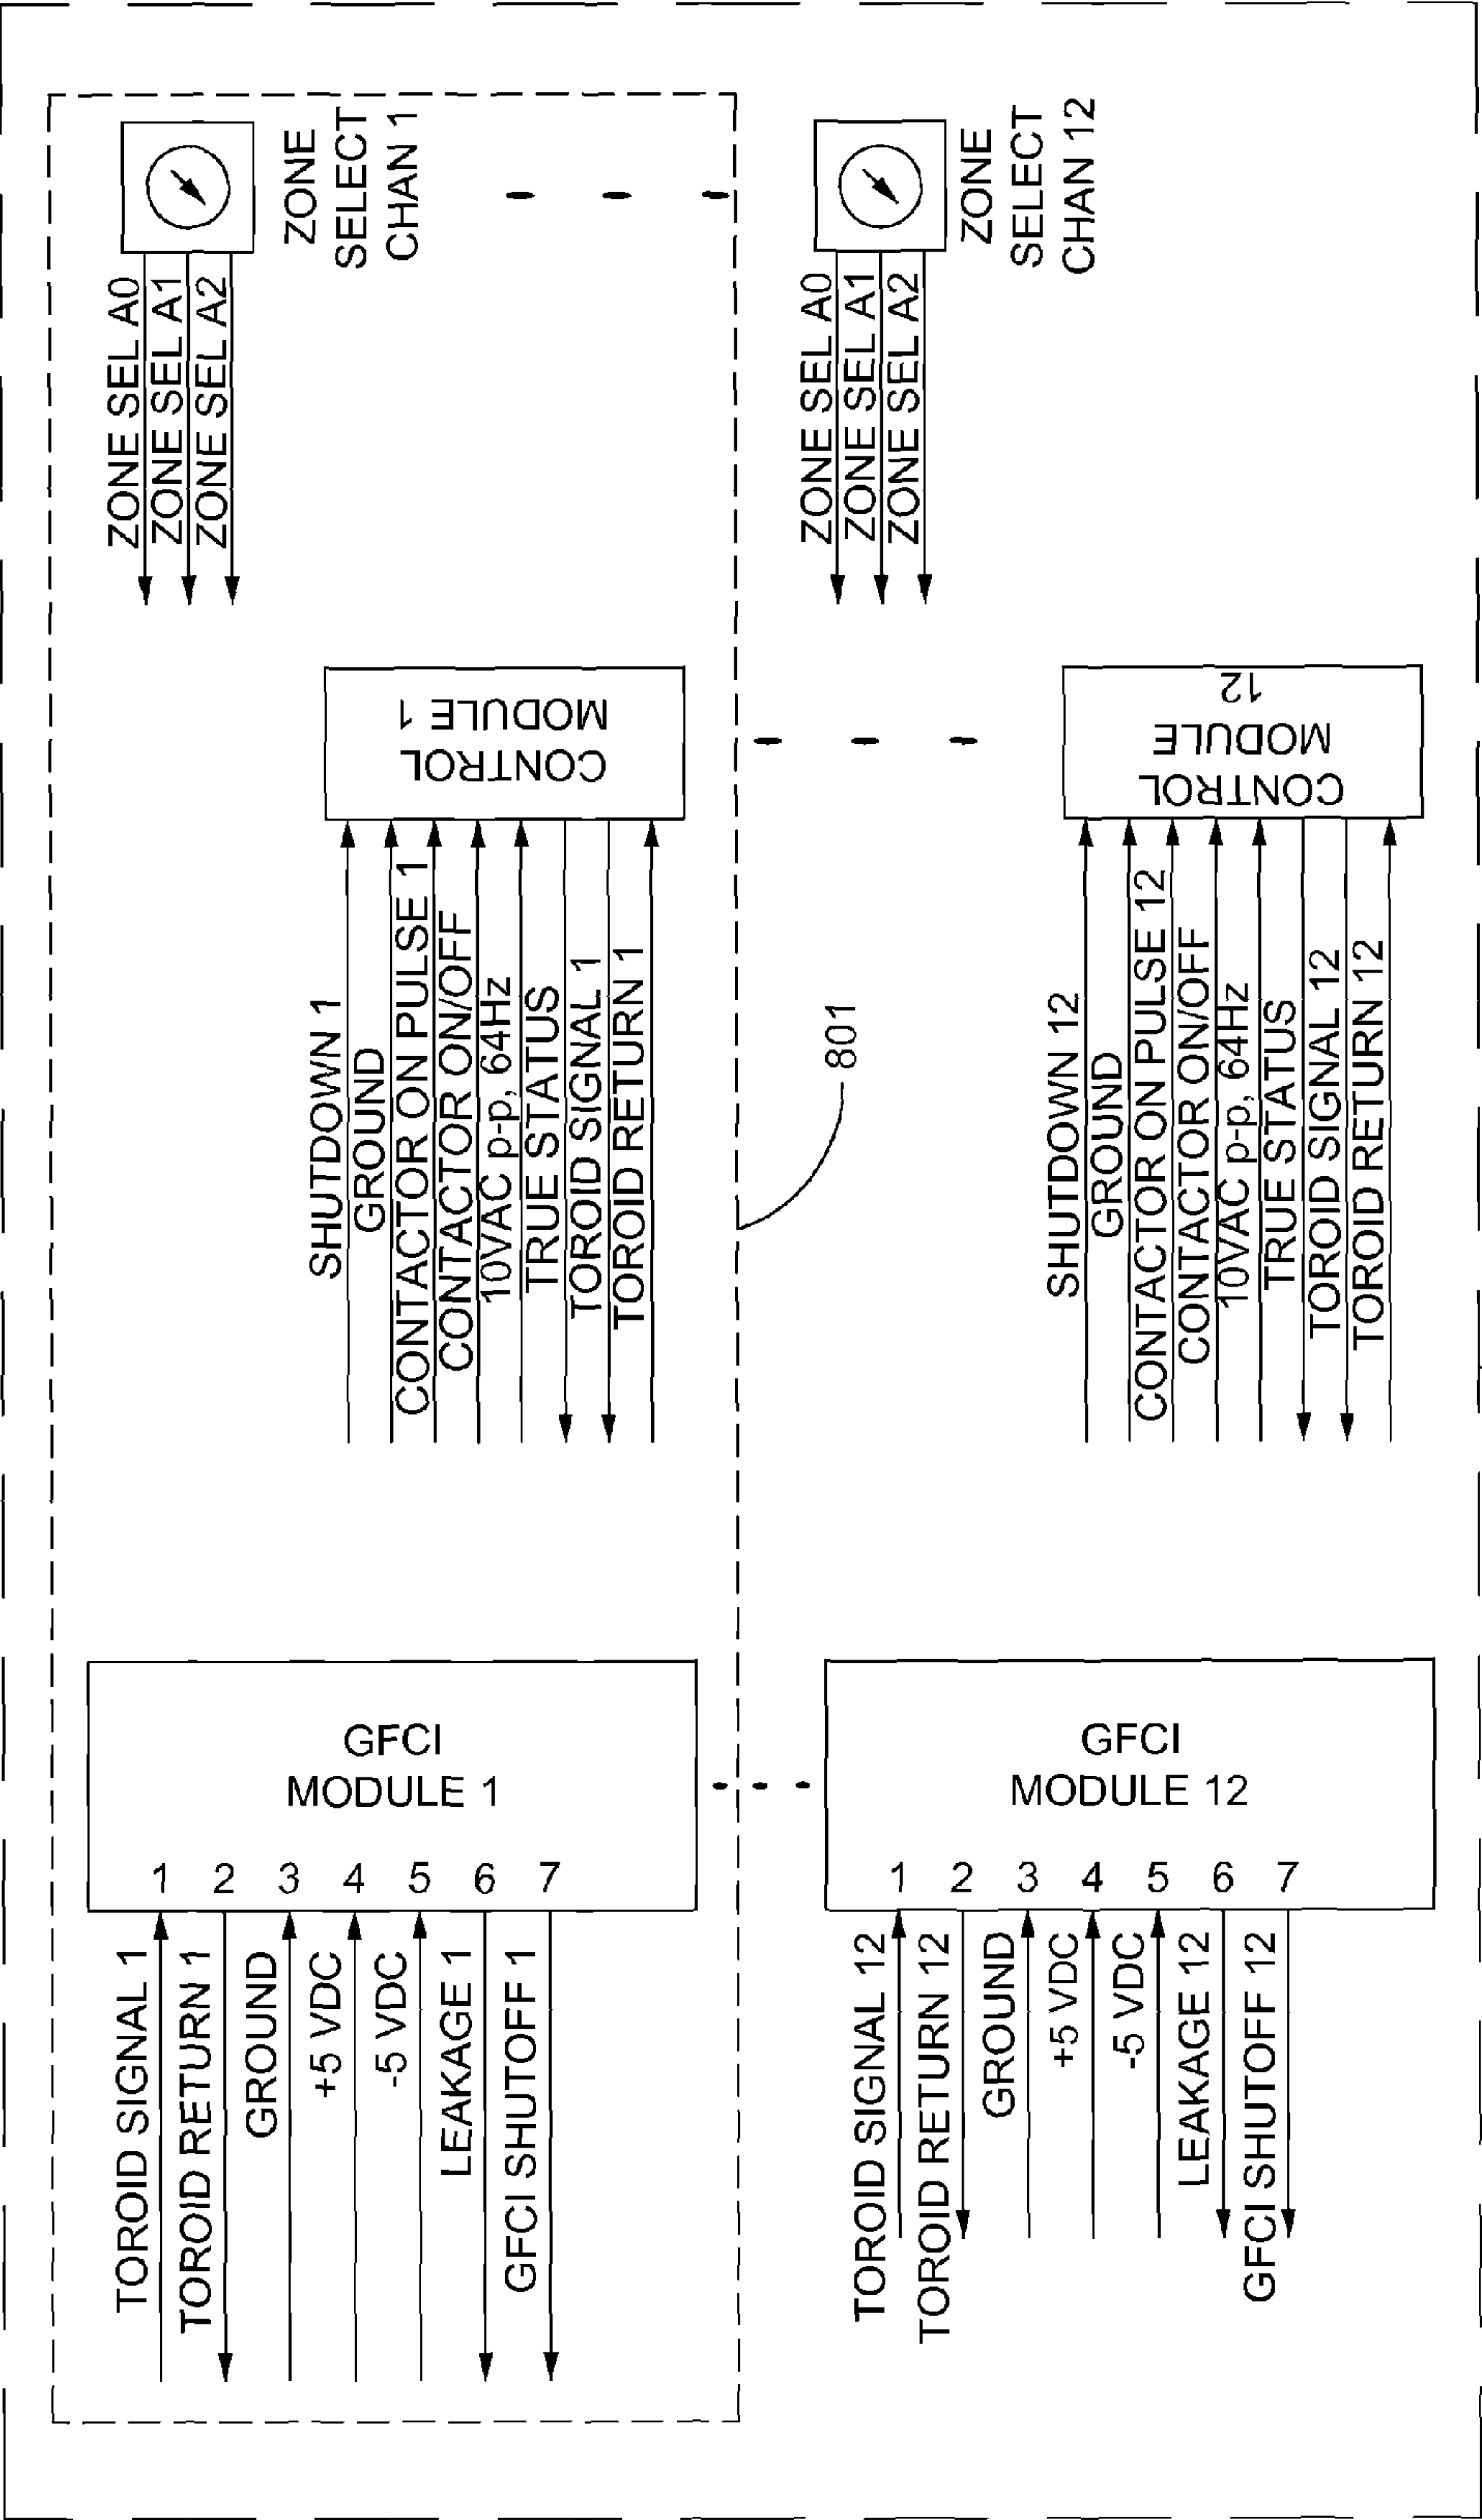 ZONE SEL A0
ZONE SEL A1
ZONE SEL A2
ZONE
SELECT
CHAN 1
ZONE SEL A0
ZONE SEL A1
ZONE SEL A2
ZONE
SELECT
CHAN 12
CONTROL
MODULE 1
SHUTDOWN 1
GROUND
CONTACTOR ON PULSE 1
CONTACTOR ON/OFF
10VAC p-p, 64Hz
TRUE STATUS
TOROID SIGNAL 1
TOROID RETURN 1
801
CONTROL
MODULE
12
SHUTDOWN 12
GROUND
CONTACTOR ON PULSE 12
CONTACTOR ON/OFF
10VAC p-p, 64Hz
TRUE STATUS
TOROID SIGNAL 12
TOROID RETURN 12
GFCI
MODULE 1
1 2 3 4 5 6 7
TOROID SIGNAL 1
TOROID RETURN 1
GROUND
+5 VDC
-5 VDC
LEAKAGE 1
GFCI SHUTOFF 1
GFCI
MODULE 12
1 2 3 4 5 6 7
TOROID SIGNAL 12
TOROID RETURN 12
GROUND
+5 VDC
-5 VDC
LEAKAGE 12
GFCI SHUTOFF 12